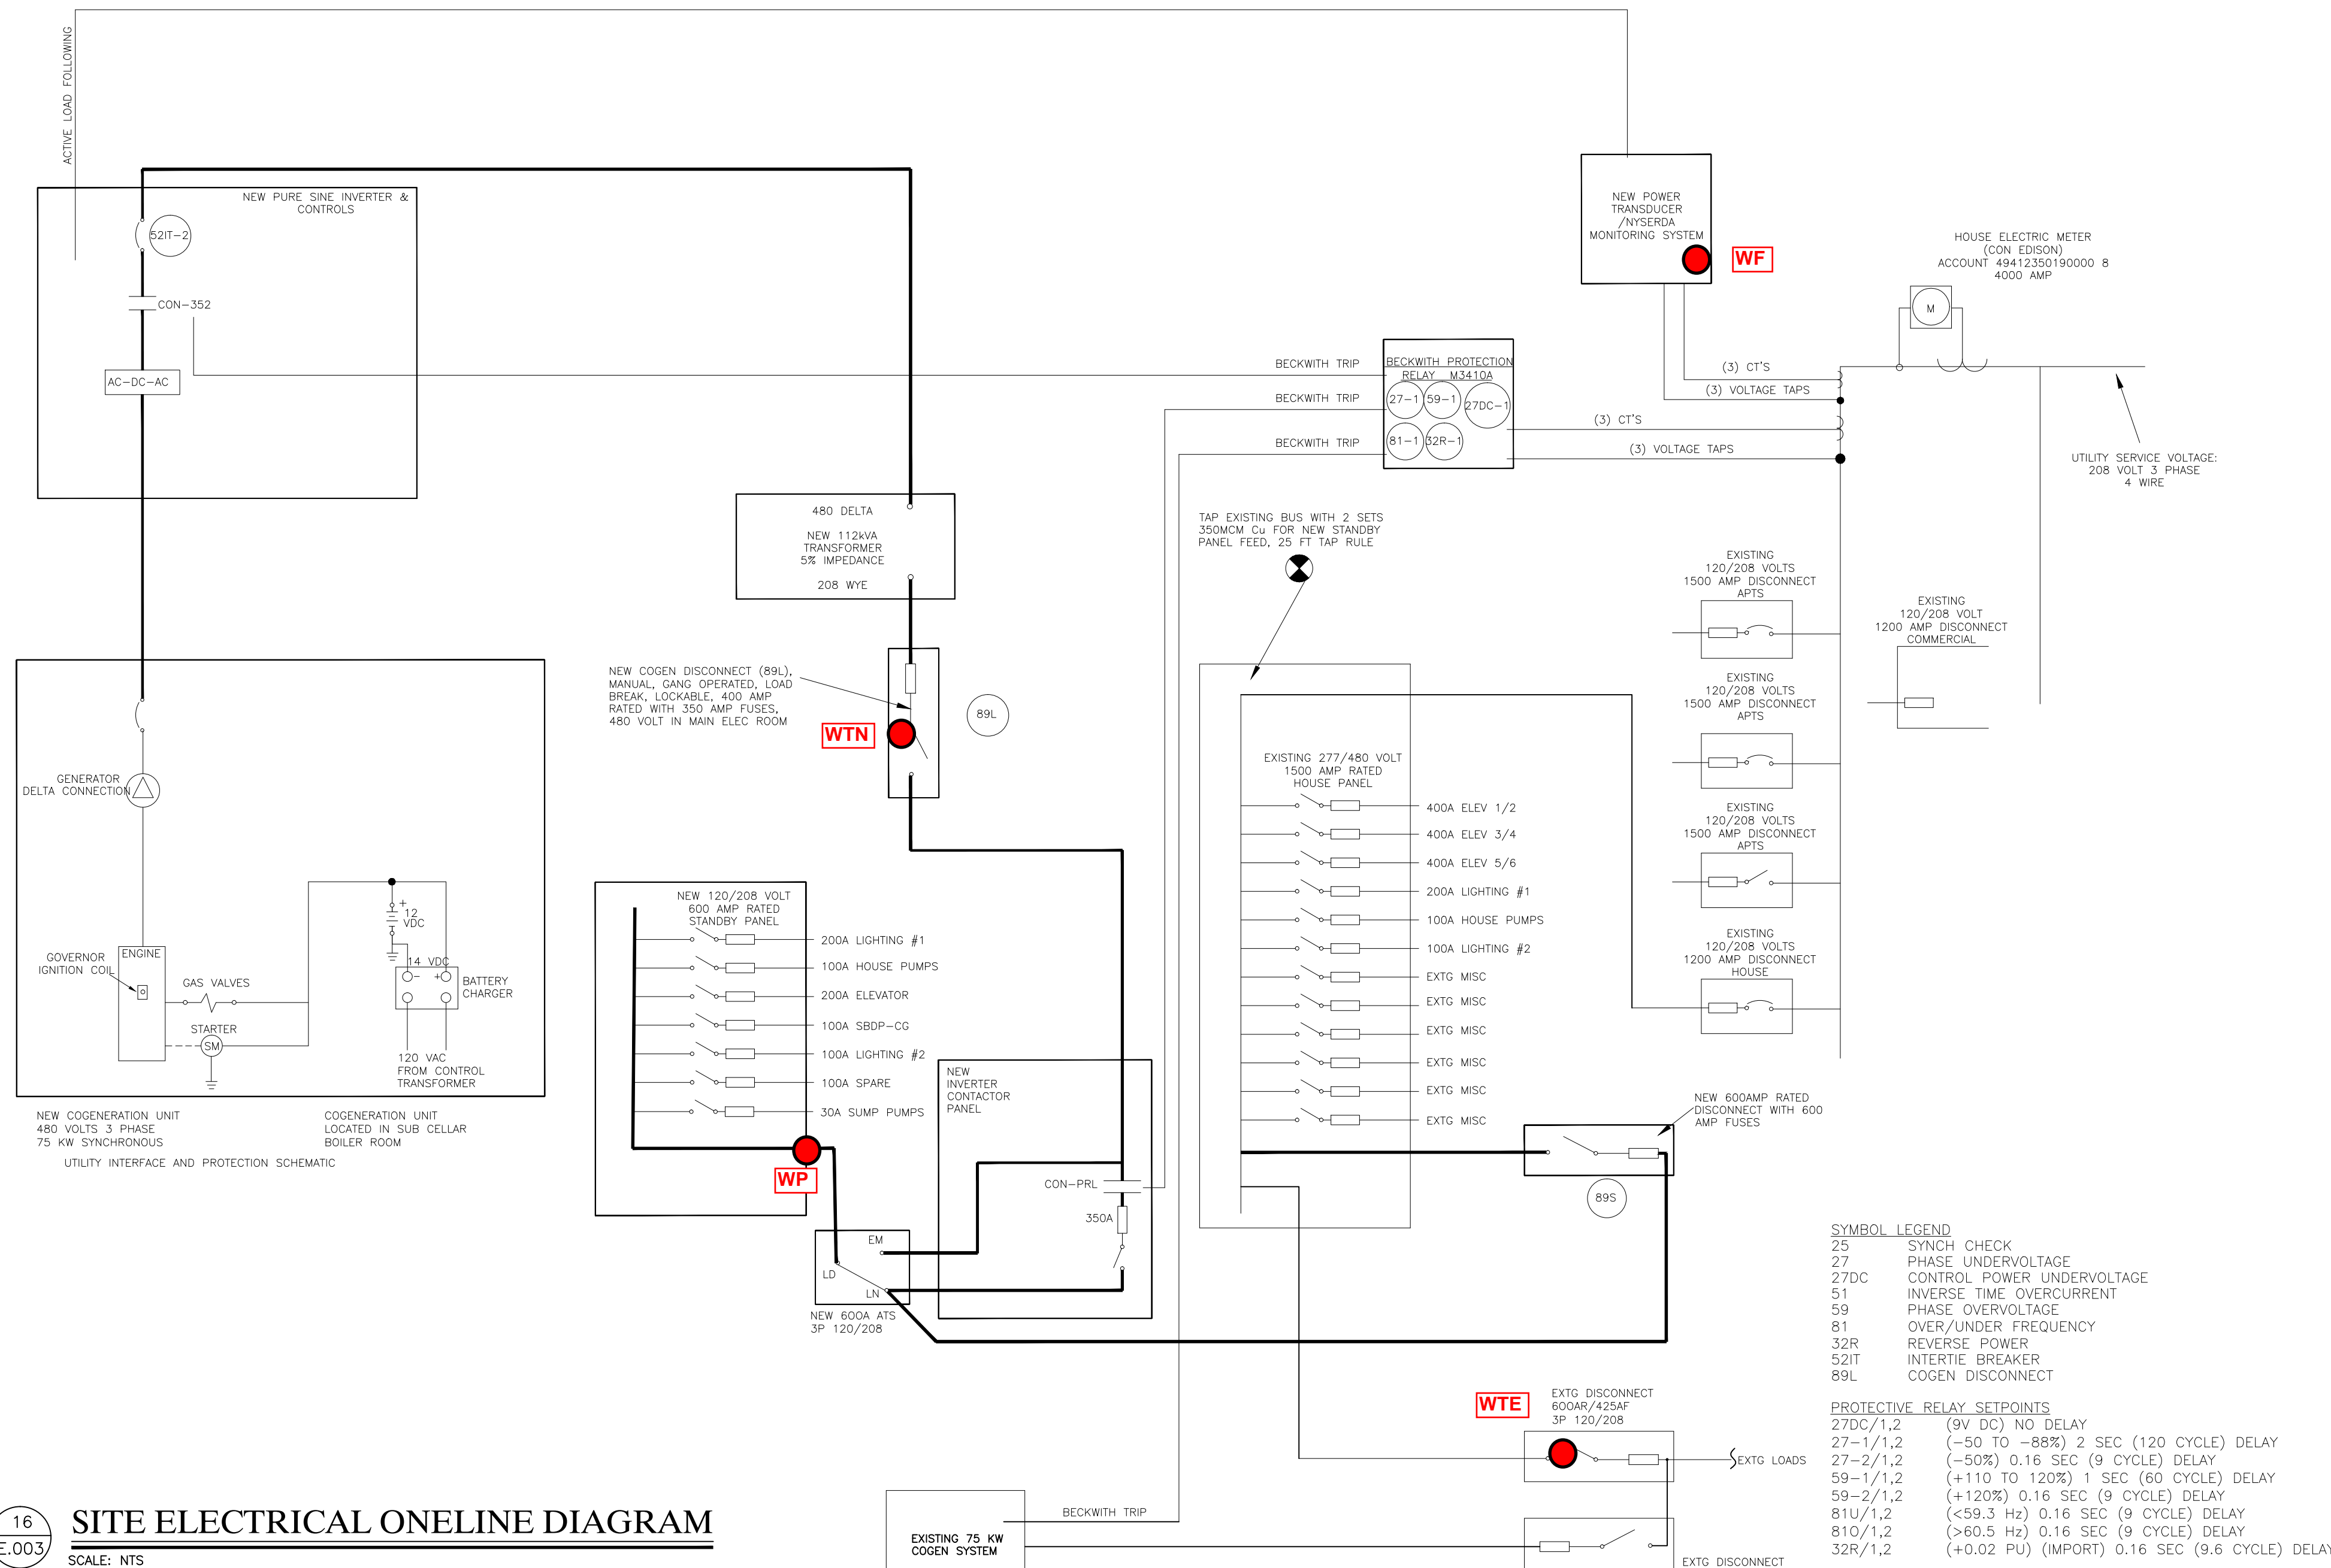 ACTIVE LOAD FOLLOWING
NEW PURE SINE INVERTER &
CONTROLS
52IT-2
CON-352
AC-DC-AC
NEW POWER
TRANSDUCER
/NYSERDA
MONITORING SYSTEM
WF
HOUSE ELECTRIC METER
(CON EDISON)
ACCOUNT 49412350190000 8
4000 AMP
M
BECKWITH TRIP
BECKWITH TRIP
BECKWITH TRIP
BECKWITH PROTECTION
RELAY M3410A
27-1
59-1
27DC-1
81-1
32R-1
(3) CT'S
(3) VOLTAGE TAPS
(3) CT'S
(3) VOLTAGE TAPS
UTILITY SERVICE VOLTAGE:
208 VOLT 3 PHASE
4 WIRE
480 DELTA
NEW 112kVA
TRANSFORMER
5% IMPEDANCE
208 WYE
TAP EXISTING BUS WITH 2 SETS
350MCM Cu FOR NEW STANDBY
PANEL FEED, 25 FT TAP RULE
EXISTING
120/208 VOLTS
1500 AMP DISCONNECT
APTS
EXISTING
120/208 VOLTS
1500 AMP DISCONNECT
APTS
EXISTING
120/208 VOLTS
1500 AMP DISCONNECT
APTS
EXISTING
120/208 VOLTS
1200 AMP DISCONNECT
HOUSE
EXISTING
120/208 VOLT
1200 AMP DISCONNECT
COMMERCIAL
NEW COGEN DISCONNECT (89L),
MANUAL, GANG OPERATED, LOAD
BREAK, LOCKABLE, 400 AMP
RATED WITH 350 AMP FUSES,
480 VOLT IN MAIN ELEC ROOM
WTN
89L
GENERATOR
DELTA CONNECTION
GOVERNOR
IGNITION COIL
ENGINE
GAS VALVES
STARTER
SM
+
12
VDC
14 VDC
- +
BATTERY
CHARGER
120 VAC
FROM CONTROL
TRANSFORMER
NEW COGENERATION UNIT
480 VOLTS 3 PHASE
75 KW SYNCHRONOUS
COGENERATION UNIT
LOCATED IN SUB CELLAR
BOILER ROOM
UTILITY INTERFACE AND PROTECTION SCHEMATIC
NEW 120/208 VOLT
600 AMP RATED
STANDBY PANEL
200A LIGHTING #1
100A HOUSE PUMPS
200A ELEVATOR
100A SBDP-CG
100A LIGHTING #2
100A SPARE
30A SUMP PUMPS
WP
NEW
INVERTER
CONTACTOR
PANEL
CON-PRL
350A
EM
LD
LN
NEW 600A ATS
3P 120/208
EXISTING 277/480 VOLT
1500 AMP RATED
HOUSE PANEL
400A ELEV 1/2
400A ELEV 3/4
400A ELEV 5/6
200A LIGHTING #1
100A HOUSE PUMPS
100A LIGHTING #2
EXTG MISC
EXTG MISC
EXTG MISC
EXTG MISC
EXTG MISC
EXTG MISC
NEW 600AMP RATED
DISCONNECT WITH 600
AMP FUSES
89S
WTE
EXTG DISCONNECT
600AR/425AF
3P 120/208
EXTG LOADS
EXTG DISCONNECT
BECKWITH TRIP
EXISTING 75 KW
COGEN SYSTEM
SYMBOL LEGEND
25 SYNCH CHECK
27 PHASE UNDERVOLTAGE
27DC CONTROL POWER UNDERVOLTAGE
51 INVERSE TIME OVERCURRENT
59 PHASE OVERVOLTAGE
81 OVER/UNDER FREQUENCY
32R REVERSE POWER
52IT INTERTIE BREAKER
89L COGEN DISCONNECT
PROTECTIVE RELAY SETPOINTS
27DC/1,2 (9V DC) NO DELAY
27-1/1,2 (-50 TO -88%) 2 SEC (120 CYCLE) DELAY
27-2/1,2 (-50%) 0.16 SEC (9 CYCLE) DELAY
59-1/1,2 (+110 TO 120%) 1 SEC (60 CYCLE) DELAY
59-2/1,2 (+120%) 0.16 SEC (9 CYCLE) DELAY
81U/1,2 (<59.3 Hz) 0.16 SEC (9 CYCLE) DELAY
81O/1,2 (>60.5 Hz) 0.16 SEC (9 CYCLE) DELAY
32R/1,2 (+0.02 PU) (IMPORT) 0.16 SEC (9.6 CYCLE) DELAY
16
E.003
SITE ELECTRICAL ONELINE DIAGRAM
SCALE: NTS